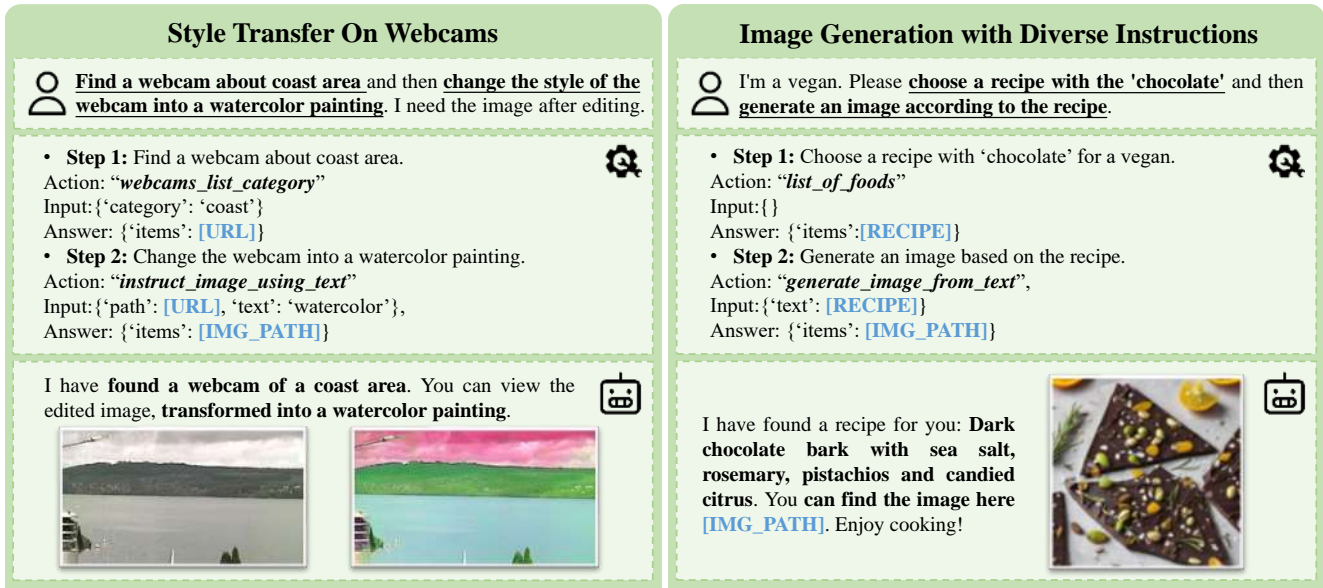 Style Transfer On Webcams
Find a webcam about coast area and then change the style of the
webcam into a watercolor painting. I need the image after editing.
• Step 1: Find a webcam about coast area.
Action: “webcams_list_category”
Input:{‘category’: ‘coast’}
Answer: {‘items’: [URL]}
• Step 2: Change the webcam into a watercolor painting.
Action: “instruct_image_using_text”
Input:{‘path’: [URL], ‘text’: ‘watercolor’},
Answer: {‘items’: [IMG_PATH]}
I have found a webcam of a coast area. You can view the
edited image, transformed into a watercolor painting.
Image Generation with Diverse Instructions
I'm a vegan. Please choose a recipe with the 'chocolate' and then
generate an image according to the recipe.
• Step 1: Choose a recipe with ‘chocolate’ for a vegan.
Action: “list_of_foods”
Input:{}
Answer: {‘items’:[RECIPE]}
• Step 2: Generate an image based on the recipe.
Action: “generate_image_from_text”,
Input:{‘text’: [RECIPE]}
Answer: {‘items’: [IMG_PATH]}
I have found a recipe for you: Dark
chocolate bark with sea salt,
rosemary, pistachios and candied
citrus. You can find the image here
[IMG_PATH]. Enjoy cooking!